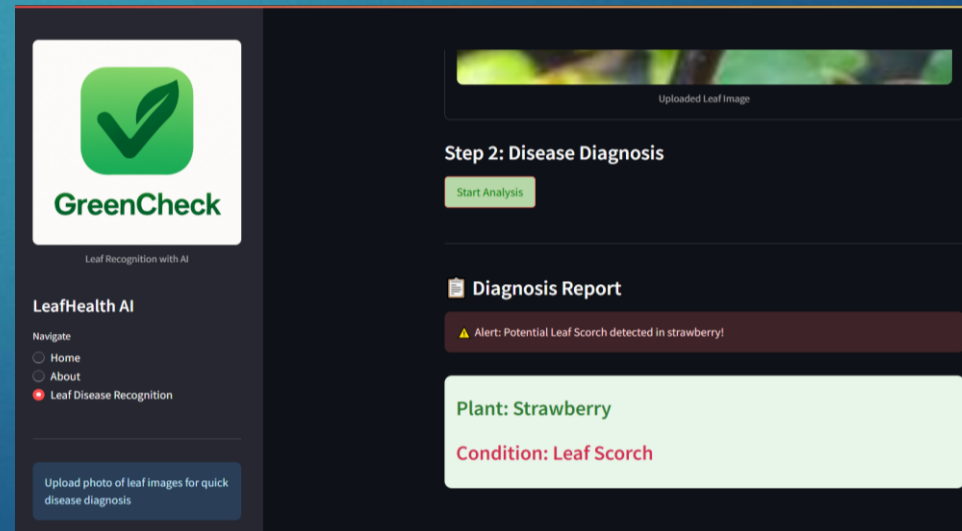 GreenCheck
Leaf Recognition with AI
LeafHealth AI
Navigate
Home
About
Leaf Disease Recognition
Upload photo of leaf images for quick
disease diagnosis
Uploaded Leaf Image
Step 2: Disease Diagnosis
Start Analysis
Diagnosis Report
Alert: Potential Leaf Scorch detected in strawberry!
Plant: Strawberry
Condition: Leaf Scorch